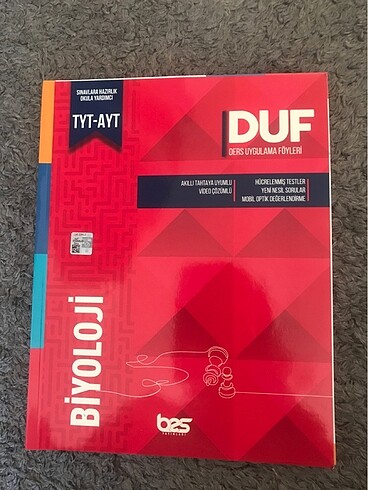 SINAVLARA HAZIRLIK
OKULA YARDIMCI
TYT-AYT
DUF
DERS UYGULAMA FÖYLERİ
AKILLI TAHTAYA UYUMLU
VİDEO ÇÖZÜMLÜ
HÜCRELENMİŞ TESTLER
YENİ NESİL SORULAR
MOBİL OPTİK DEĞERLENDİRME
BİYOLOJİ
bes
YAYINLARI